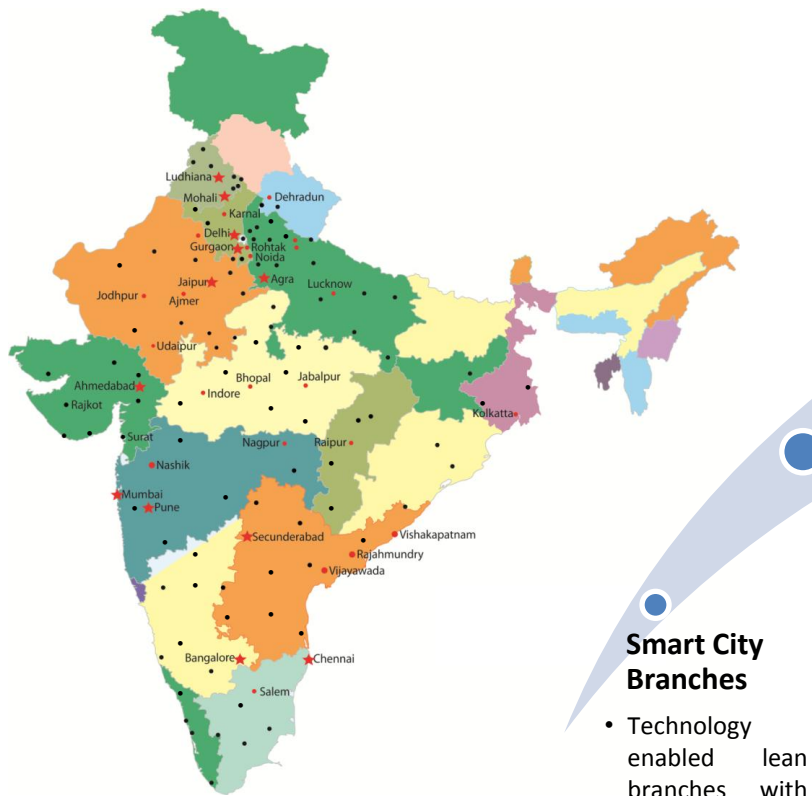 Ludhiana
Mohali
Dehradun
Karnal
Delhi
Gurgaon
Rohtak
Noida
Jaipur
Agra
Jodhpur
Ajmer
Lucknow
Udaipur
Ahmedabad
Bhopal
Jabalpur
Indore
Rajkot
Kolkatta
Surat
Nagpur
Raipur
Nashik
Mumbai
Pune
Secunderabad
Vishakapatnam
Rajahmundry
Vijayawada
Bangalore
Chennai
Salem
Smart City
Branches
• Technology
enabled lean
branches with